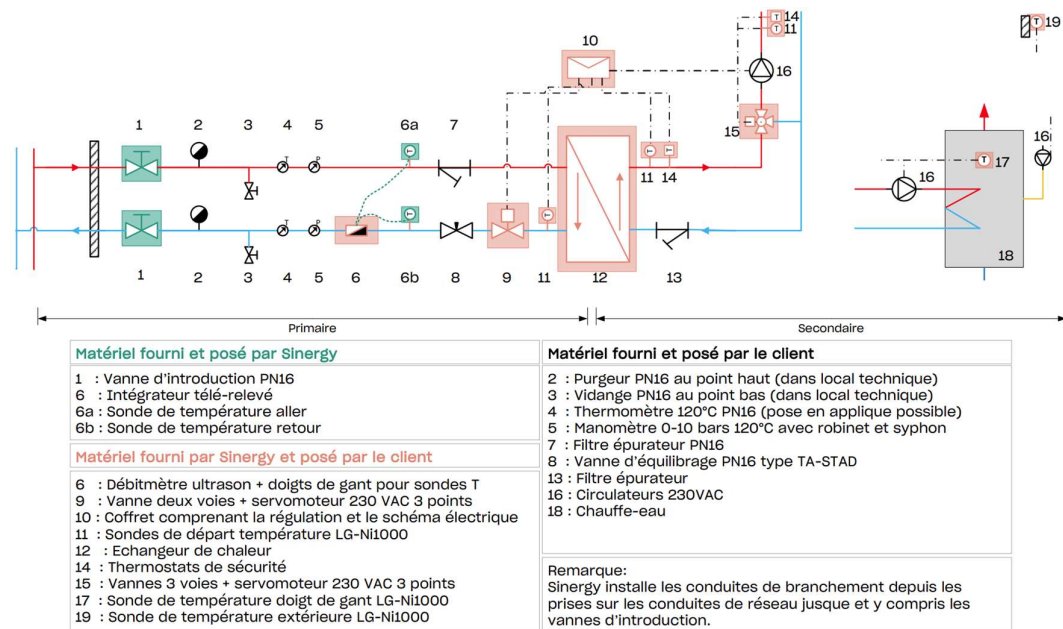 14
19
11
10
16
1
2
3
4
5
6a
7
15
16
17
16
11
14
18
1
2
3
4
5
6
6b
8
9
11
12
13
Primaire
Secondaire
Matériel fourni et posé par Sinergy
1 : Vanne d'introduction PN16
6 : Intégrateur télé-relevé
6a : Sonde de température aller
6b : Sonde de température retour
Matériel fourni par Sinergy et posé par le client
6 : Débitmètre ultrason + doigts de gant pour sondes T
9 : Vanne deux voies + servomoteur 230 VAC 3 points
10 : Coffret comprenant la régulation et le schéma électrique
11 : Sondes de départ température LG-Ni1000
12 : Echangeur de chaleur
14 : Thermostats de sécurité
15 : Vannes 3 voies + servomoteur 230 VAC 3 points
17 : Sonde de température doigt de gant LG-Ni1000
19 : Sonde de température extérieure LG-Ni1000
Matériel fourni et posé par le client
2 : Purgeur PN16 au point haut (dans local technique)
3 : Vidange PN16 au point bas (dans local technique)
4 : Thermomètre 120°C PN16 (pose en applique possible)
5 : Manomètre 0-10 bars 120°C avec robinet et syphon
7 : Filtre épurateur PN16
8 : Vanne d'équilibrage PN16 type TA-STAD
13 : Filtre épurateur
16 : Circulateurs 230VAC
18 : Chauffe-eau
Remarque:
Sinergy installe les conduites de branchement depuis les
prises sur les conduites de réseau jusque et y compris les
vannes d'introduction.